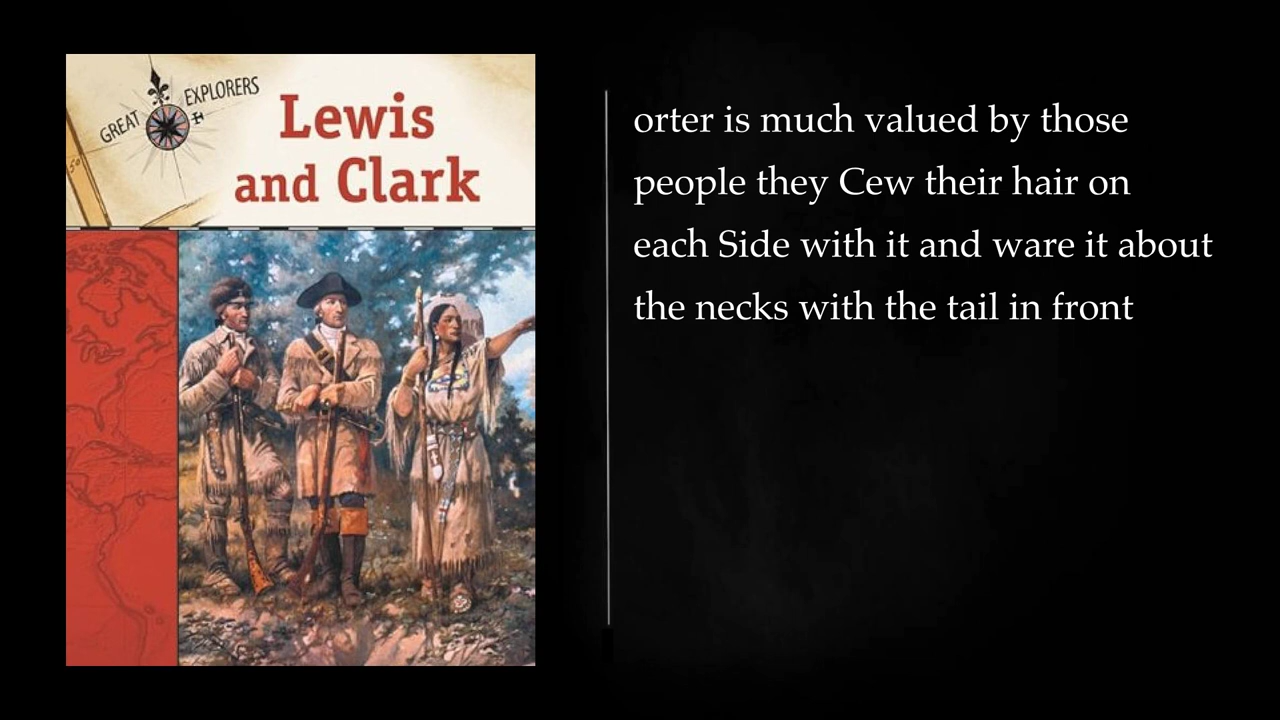 GREAT EXPLORERS
Lewis
and Clark
50
orter is much valued by those
people they Cew their hair on
each Side with it and ware it about
the necks with the tail in front